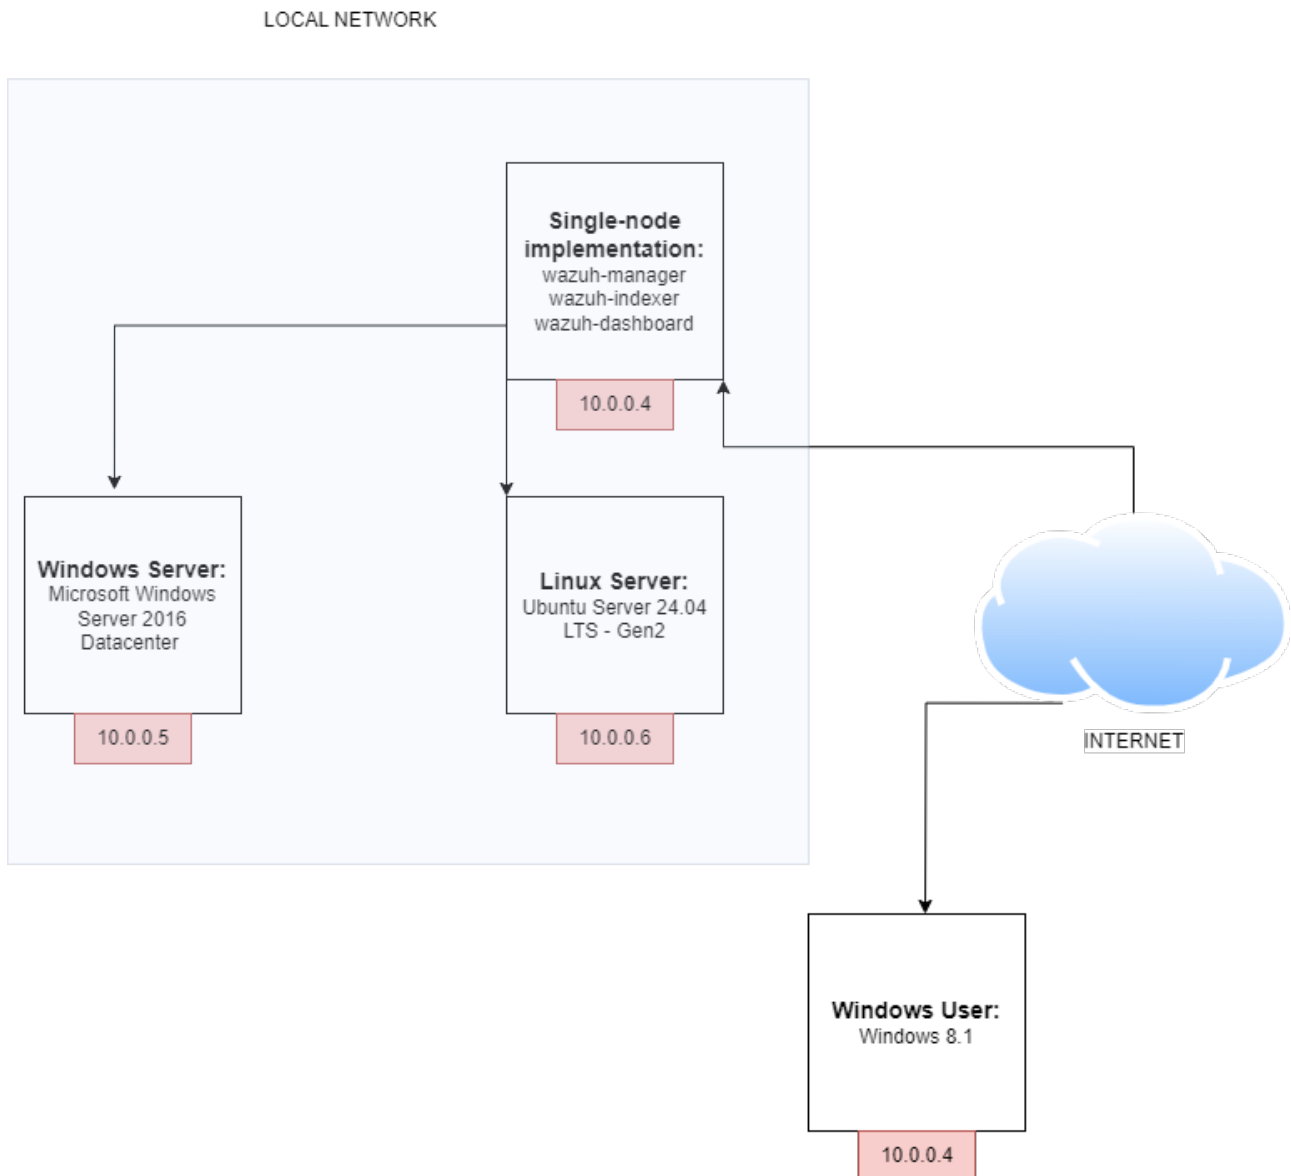 LOCAL NETWORK
Single-node
implementation:
wazuh-manager
wazuh-indexer
wazuh-dashboard
10.0.0.4
Windows Server:
Microsoft Windows
Server 2016
Datacenter
10.0.0.5
Linux Server:
Ubuntu Server 24.04
LTS - Gen2
10.0.0.6
INTERNET
Windows User:
Windows 8.1
10.0.0.4